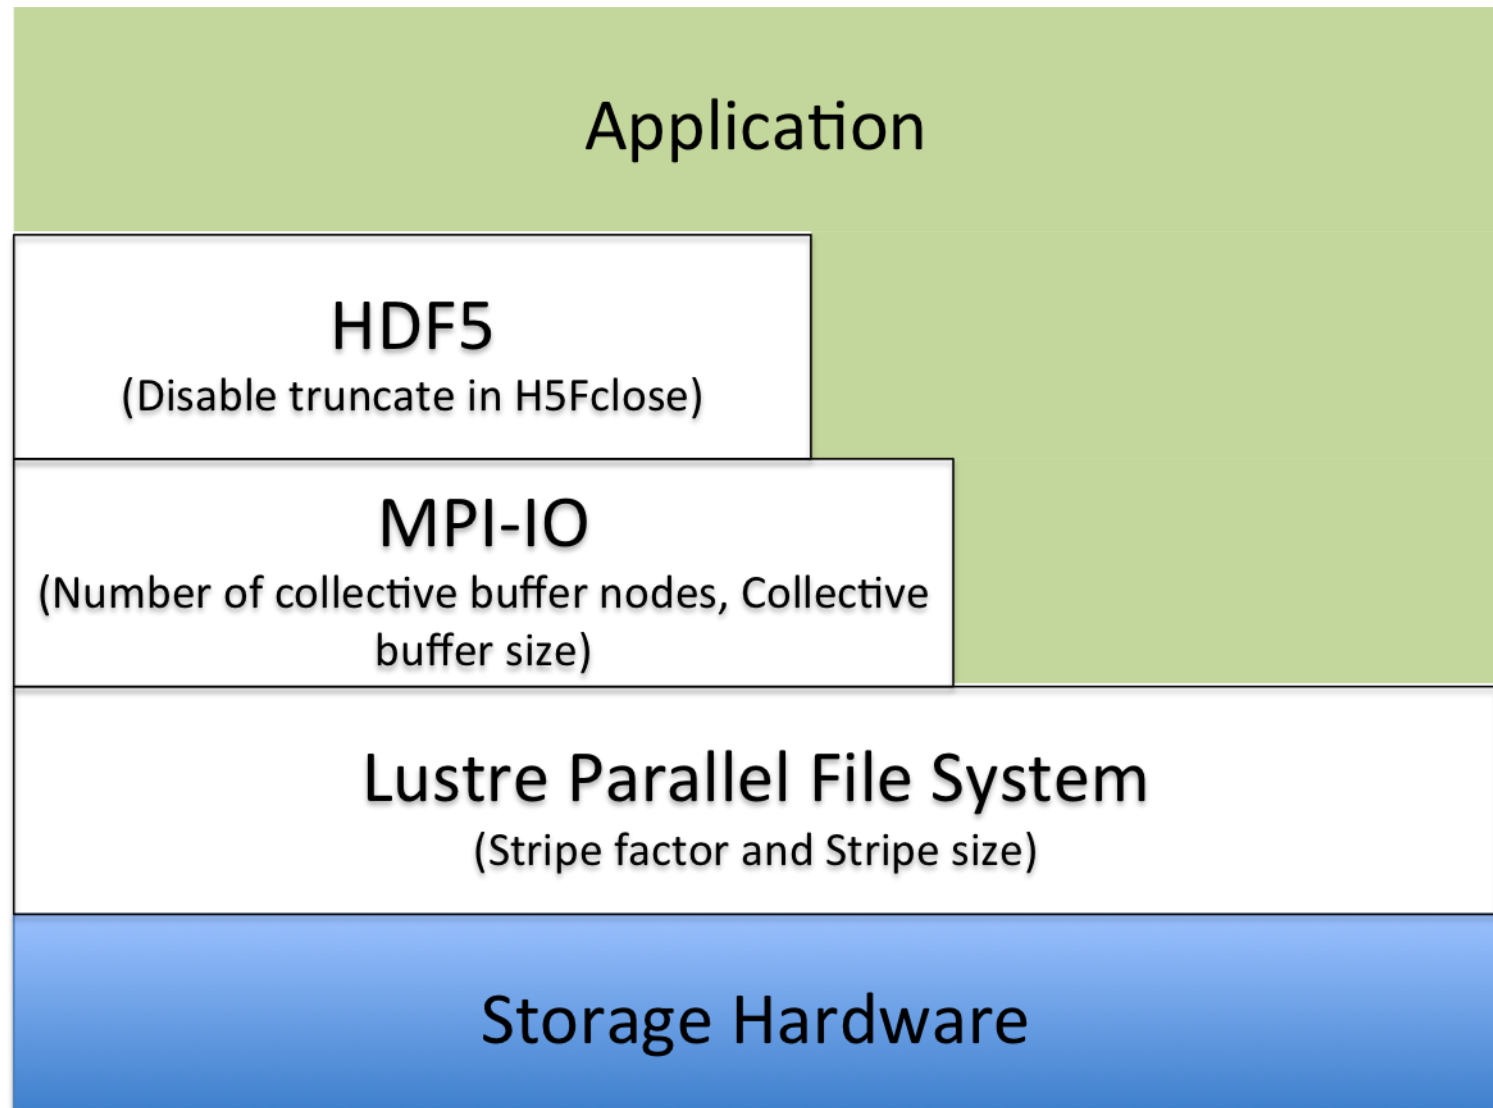 Application
HDF5
(Disable truncate in H5Fclose)
MPI-IO
(Number of collective buffer nodes, Collective
buffer size)
Lustre Parallel File System
(Stripe factor and Stripe size)
Storage Hardware